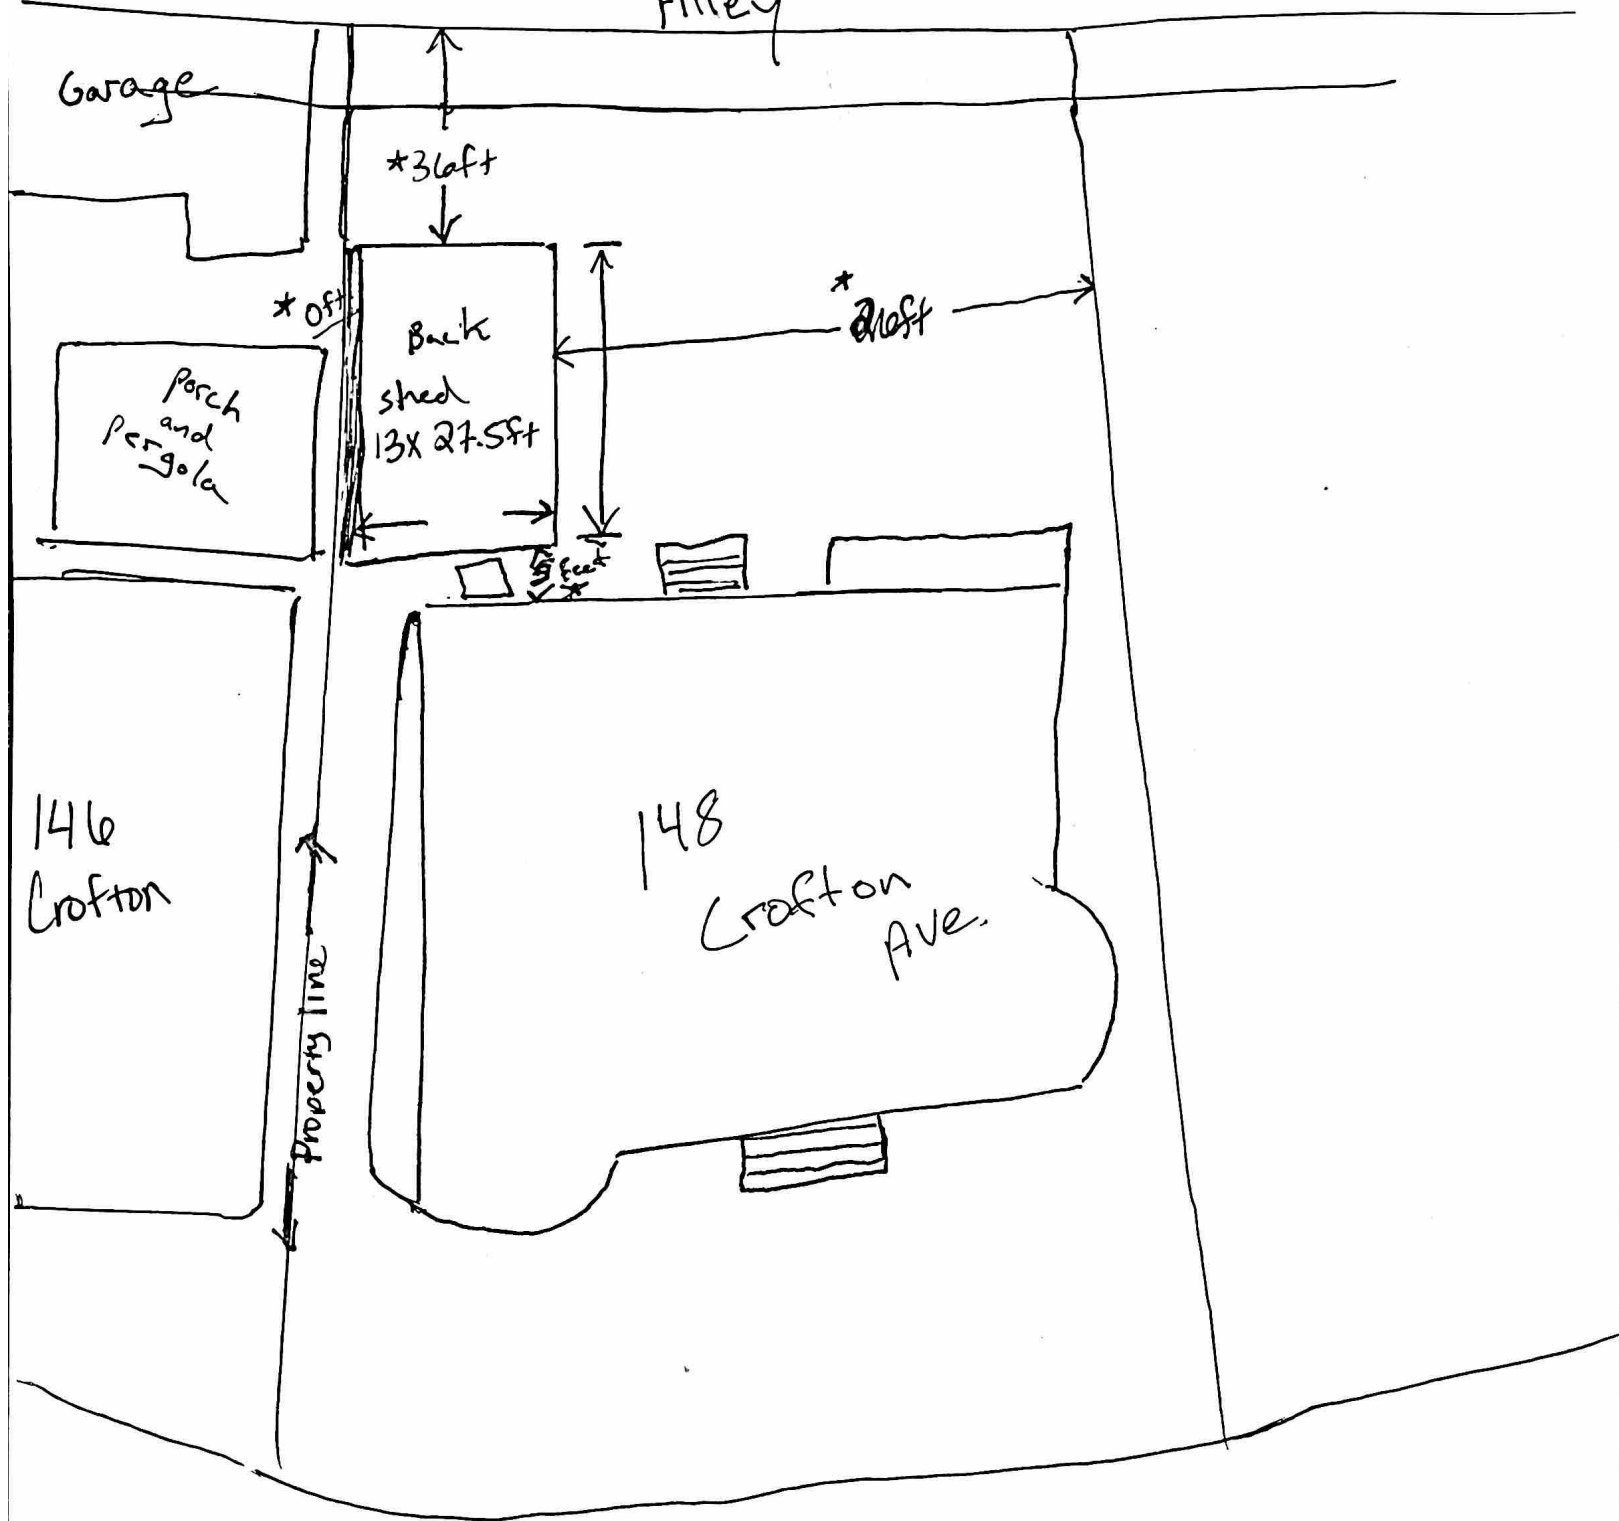 Alley
Garage
*36ft
* 0ft
*
Back
shed
13X 27.5ft
Porch
and
Pergola
5 feet
*
146
Crofton
148
Crofton
Ave.
Property line